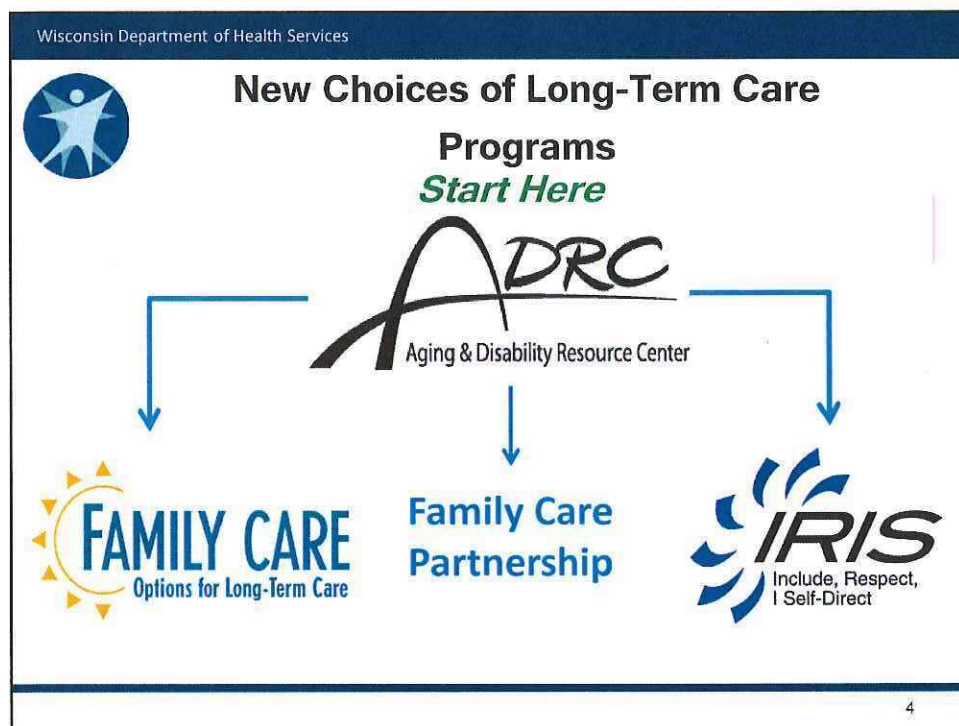 Wisconsin Department of Health Services
New Choices of Long-Term Care
Programs
Start Here
ADRC
Aging & Disability Resource Center
FAMILY CARE
Options for Long-Term Care
Family Care
Partnership
IRIS
Include, Respect,
I Self-Direct
4